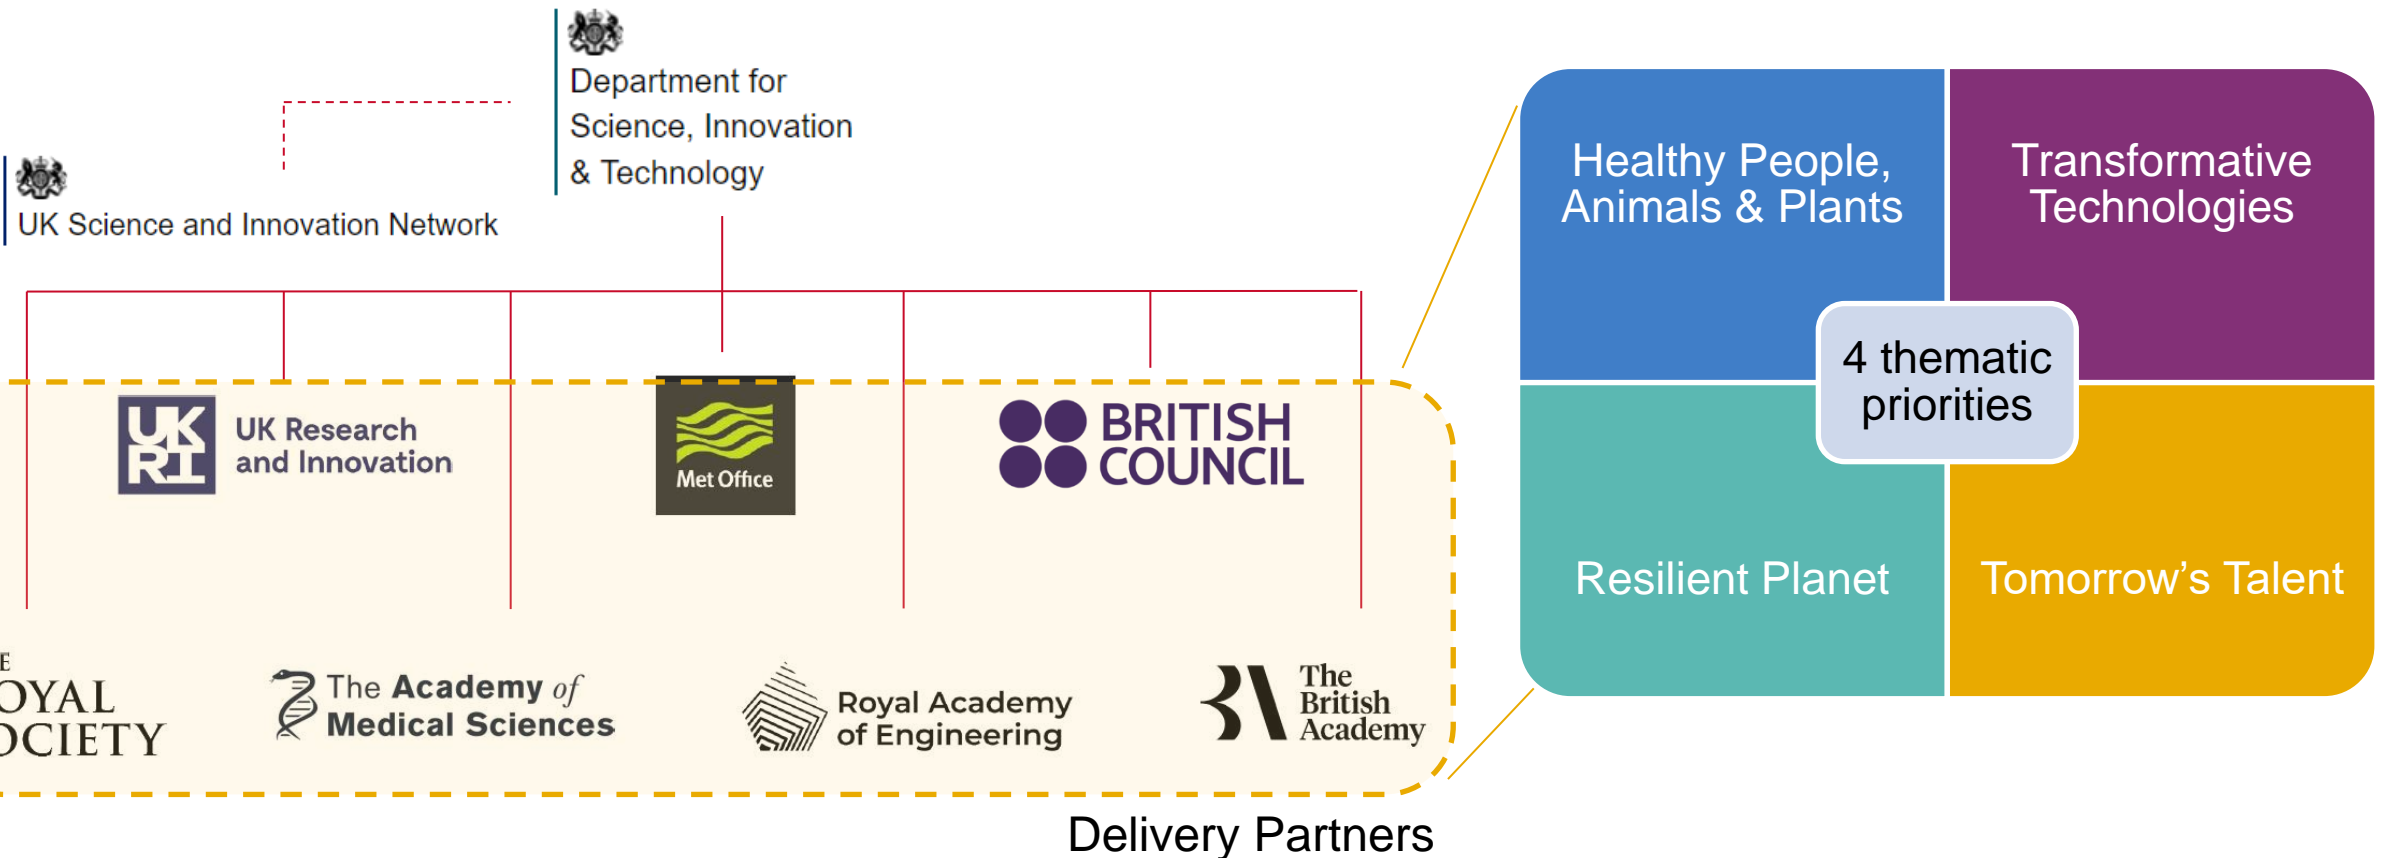 Department for
Science, Innovation
& Technology
UK Science and Innovation Network
UK
RI
UK Research
and Innovation
Met Office
BRITISH
COUNCIL
E
OYAL
OCIETY
The Academy of
Medical Sciences
Royal Academy
of Engineering
The
British
Academy
Delivery Partners
Healthy People,
Animals & Plants
Transformative
Technologies
4 thematic
priorities
Resilient Planet
Tomorrow’s Talent